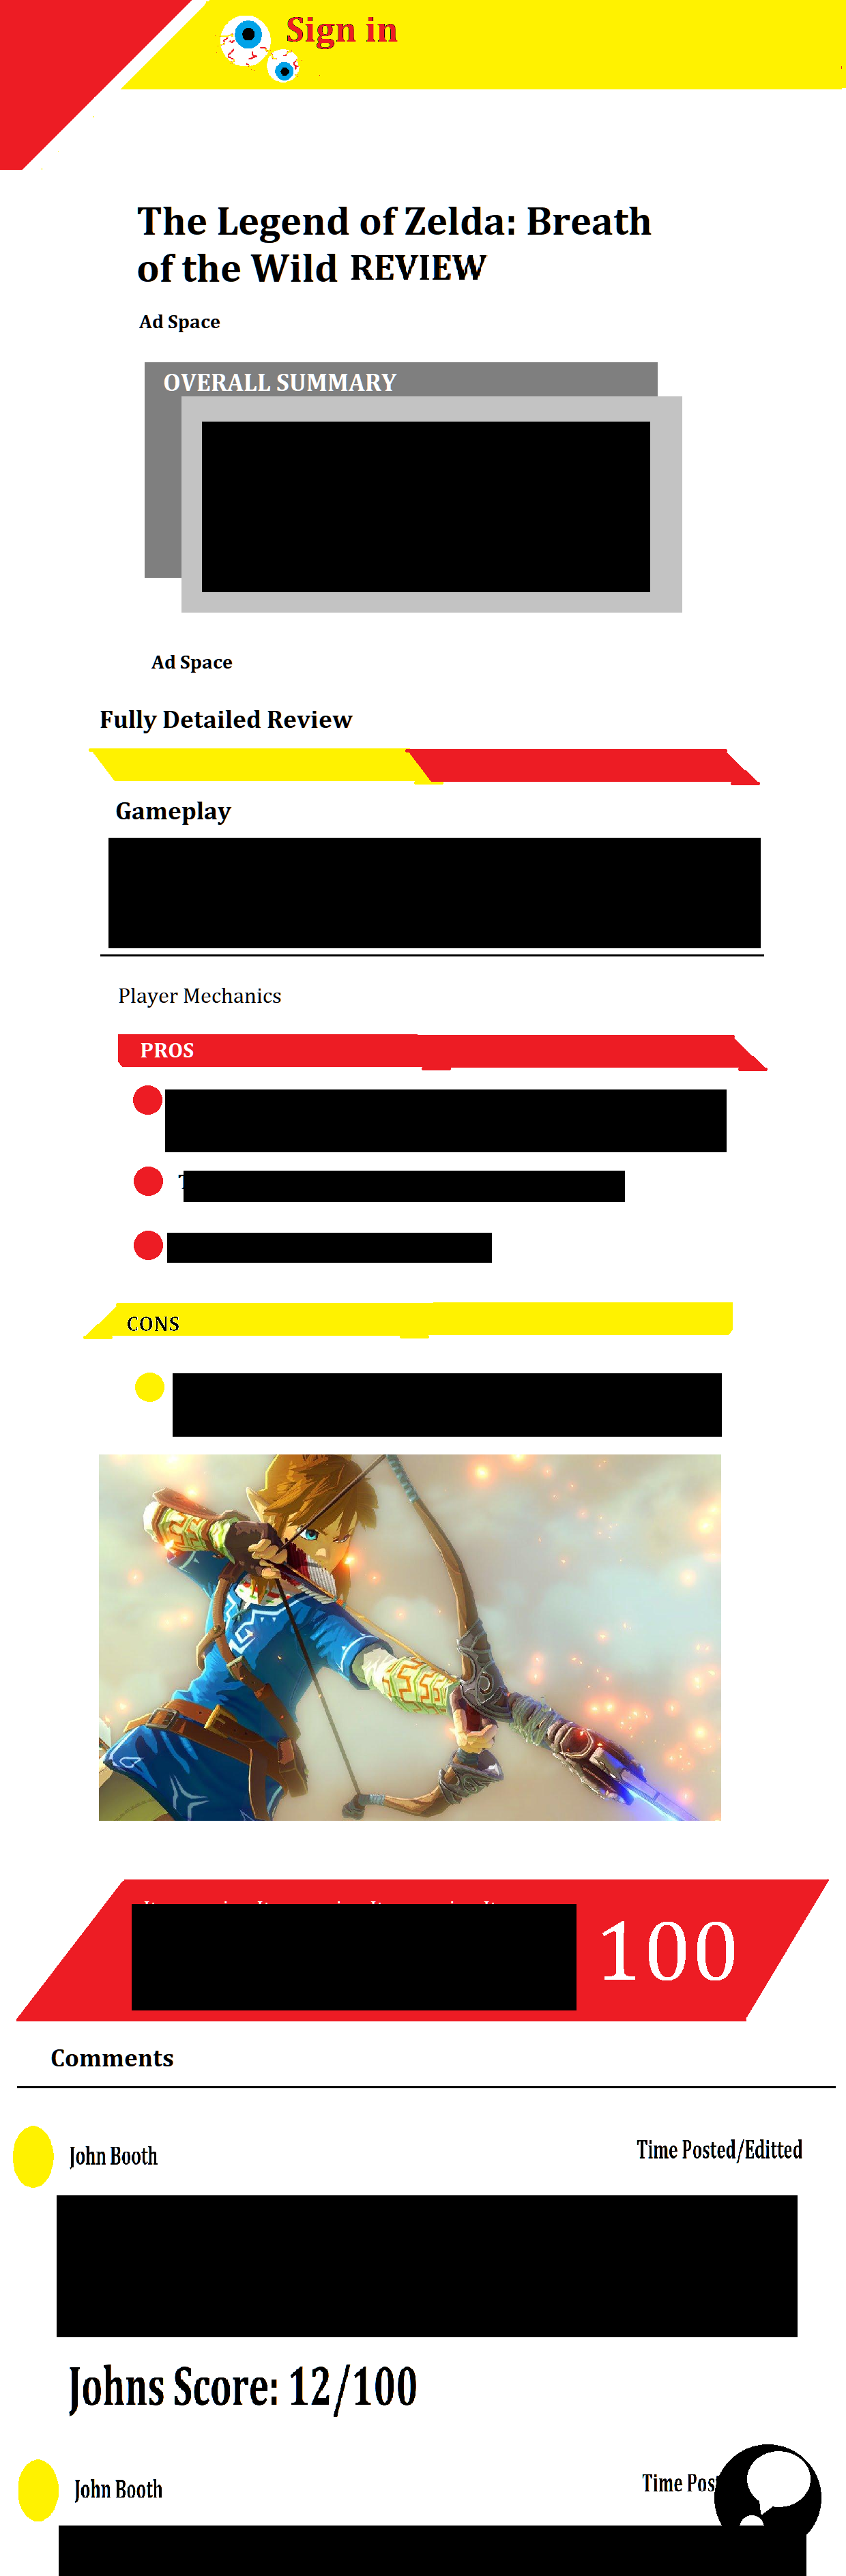 Sign in
The Legend of Zelda: Breath
of the Wild REVIEW
Ad Space
OVERALL SUMMARY
Ad Space
Fully Detailed Review
Gameplay
Player Mechanics
PROS
CONS
100
Comments
John Booth
Time Posted/Editted
Johns Score: 12/100
John Booth
Time